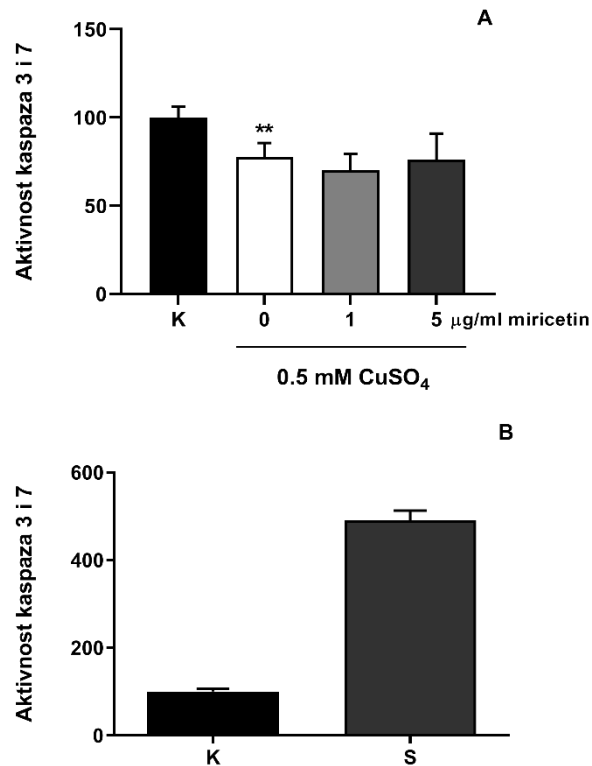 A
Aktivnost kaspaza 3 i 7
150
100
50
0
**
K 0 1 5 μg/ml miricetin
0.5 mM CuSO₄
B
Aktivnost kaspaza 3 i 7
600
400
200
0
K S